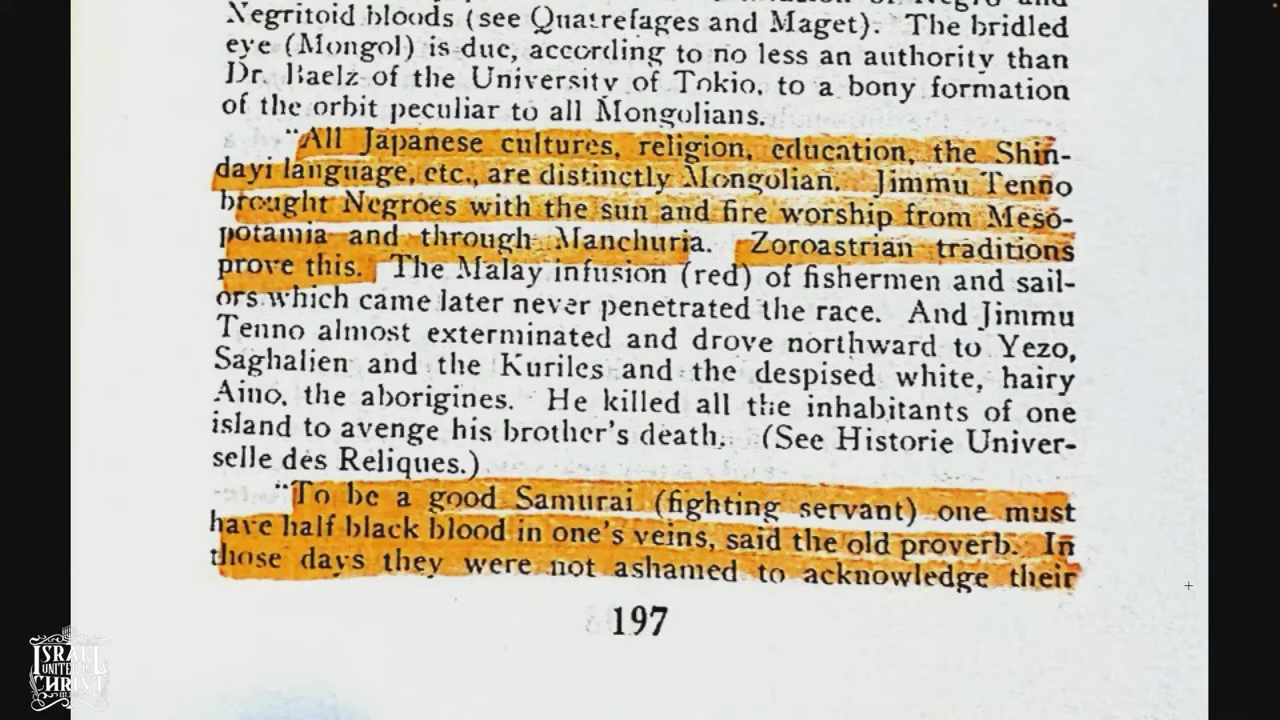 Negritoid bloods (see Quatrefages and Maget). The bridled
eye (Mongol) is due, according to no less an authority than
Dr. Baelz of the University of Tokio, to a bony formation
of the orbit peculiar to all Mongolians.
"All Japanese cultures, religion, education, the Shin-
dayi language, etc., are distinctly Mongolian. Jimmu Tenno
brought Negroes with the sun and fire worship from Meso-
potamia and through Manchuria. Zoroastrian traditions
prove this. The Malay infusion (red) of fishermen and sail-
ors which came later never penetrated the race. And Jimmu
Tenno almost exterminated and drove northward to Yezo,
Saghalien and the Kuriles and the despised white, hairy
Aino, the aborigines. He killed all the inhabitants of one
island to avenge his brother's death. (See Historie Univer-
selle des Reliques.)
"To be a good Samurai (fighting servant) one must
have half black blood in one's veins, said the old proverb. In
those days they were not ashamed to acknowledge their
197
ISRAEL
UNITED IN
CHRIST